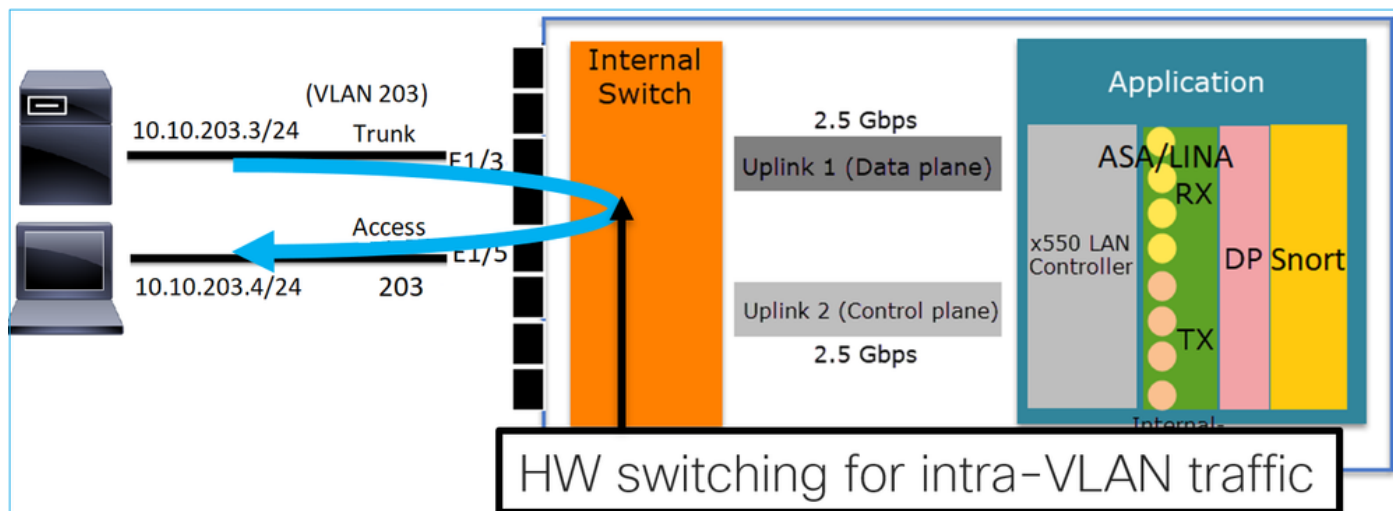 (VLAN 203)
10.10.203.3/24
Trunk
E1/3
Access
E1/5
10.10.203.4/24
203
Internal
Switch
2.5 Gbps
Uplink 1 (Data plane)
Uplink 2 (Control plane)
2.5 Gbps
Application
ASA/LINA
RX
x550 LAN
Controller
DP
Snort
TX
Internal-
HW switching for intra-VLAN traffic